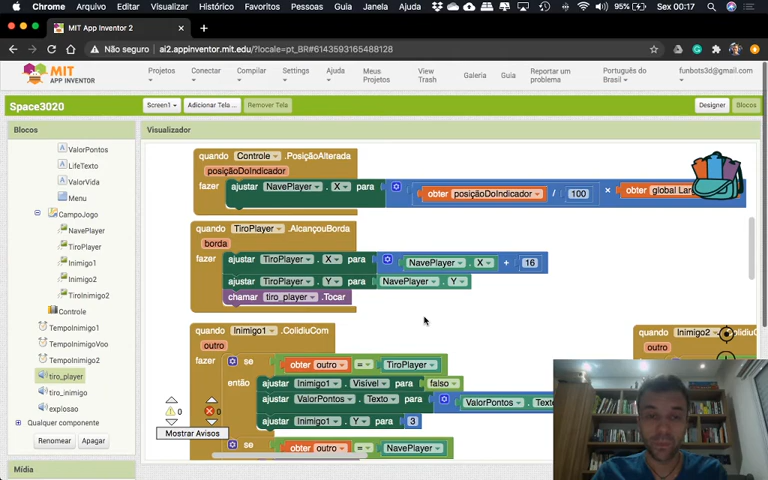 Chrome Arquivo Editar Visualizar Histórico Favoritos Pessoas Guia Janela Ajuda 95% Sex 00:17
MIT App Inventor 2
Não seguro ai2.appinventor.mit.edu/?locale=pt_BR#6143593165488128
MIT APP INVENTOR
Projetos Conectar Compilar Settings Ajuda Meus Projetos View Trash Galeria Guia Reportar um problema Português do Brasil funbots3d@gmail.com
Space3020 Screen1 Adicionar Tela ... Remover Tela Designer Blocos
Blocos Visualizador
ValorPontos
LifeTexto
ValorVida
Menu
CampoJogo
NavePlayer
TiroPlayer
Inimigo1
Inimigo2
TiroInimigo2
Controle
TempoInimigo1
TempoInimigoVoo
TempoInimigo2
tiro_player
tiro_inimigo
explosao
Qualquer componente
Renomear Apagar
Mídia
quando Controle .PosiçãoAlterada
posiçãoDoIndicador
fazer ajustar NavePlayer . X para obter posiçãoDoIndicador / 100 × obter global
quando TiroPlayer .AlcançouBorda
borda
fazer ajustar TiroPlayer . X para NavePlayer . X + 16
ajustar TiroPlayer . Y para NavePlayer . Y
chamar tiro_player .Tocar
quando Inimigo1 .ColidiuCom
outro
fazer se obter outro = TiroPlayer
então ajustar Inimigo1 . Visível para falso
ajustar ValorPontos . Texto para ValorPontos .
ajustar Inimigo1 . Y para 3
se obter outro = NavePlayer
quando Inimigo2
outro
fazer
0 0
Mostrar Avisos